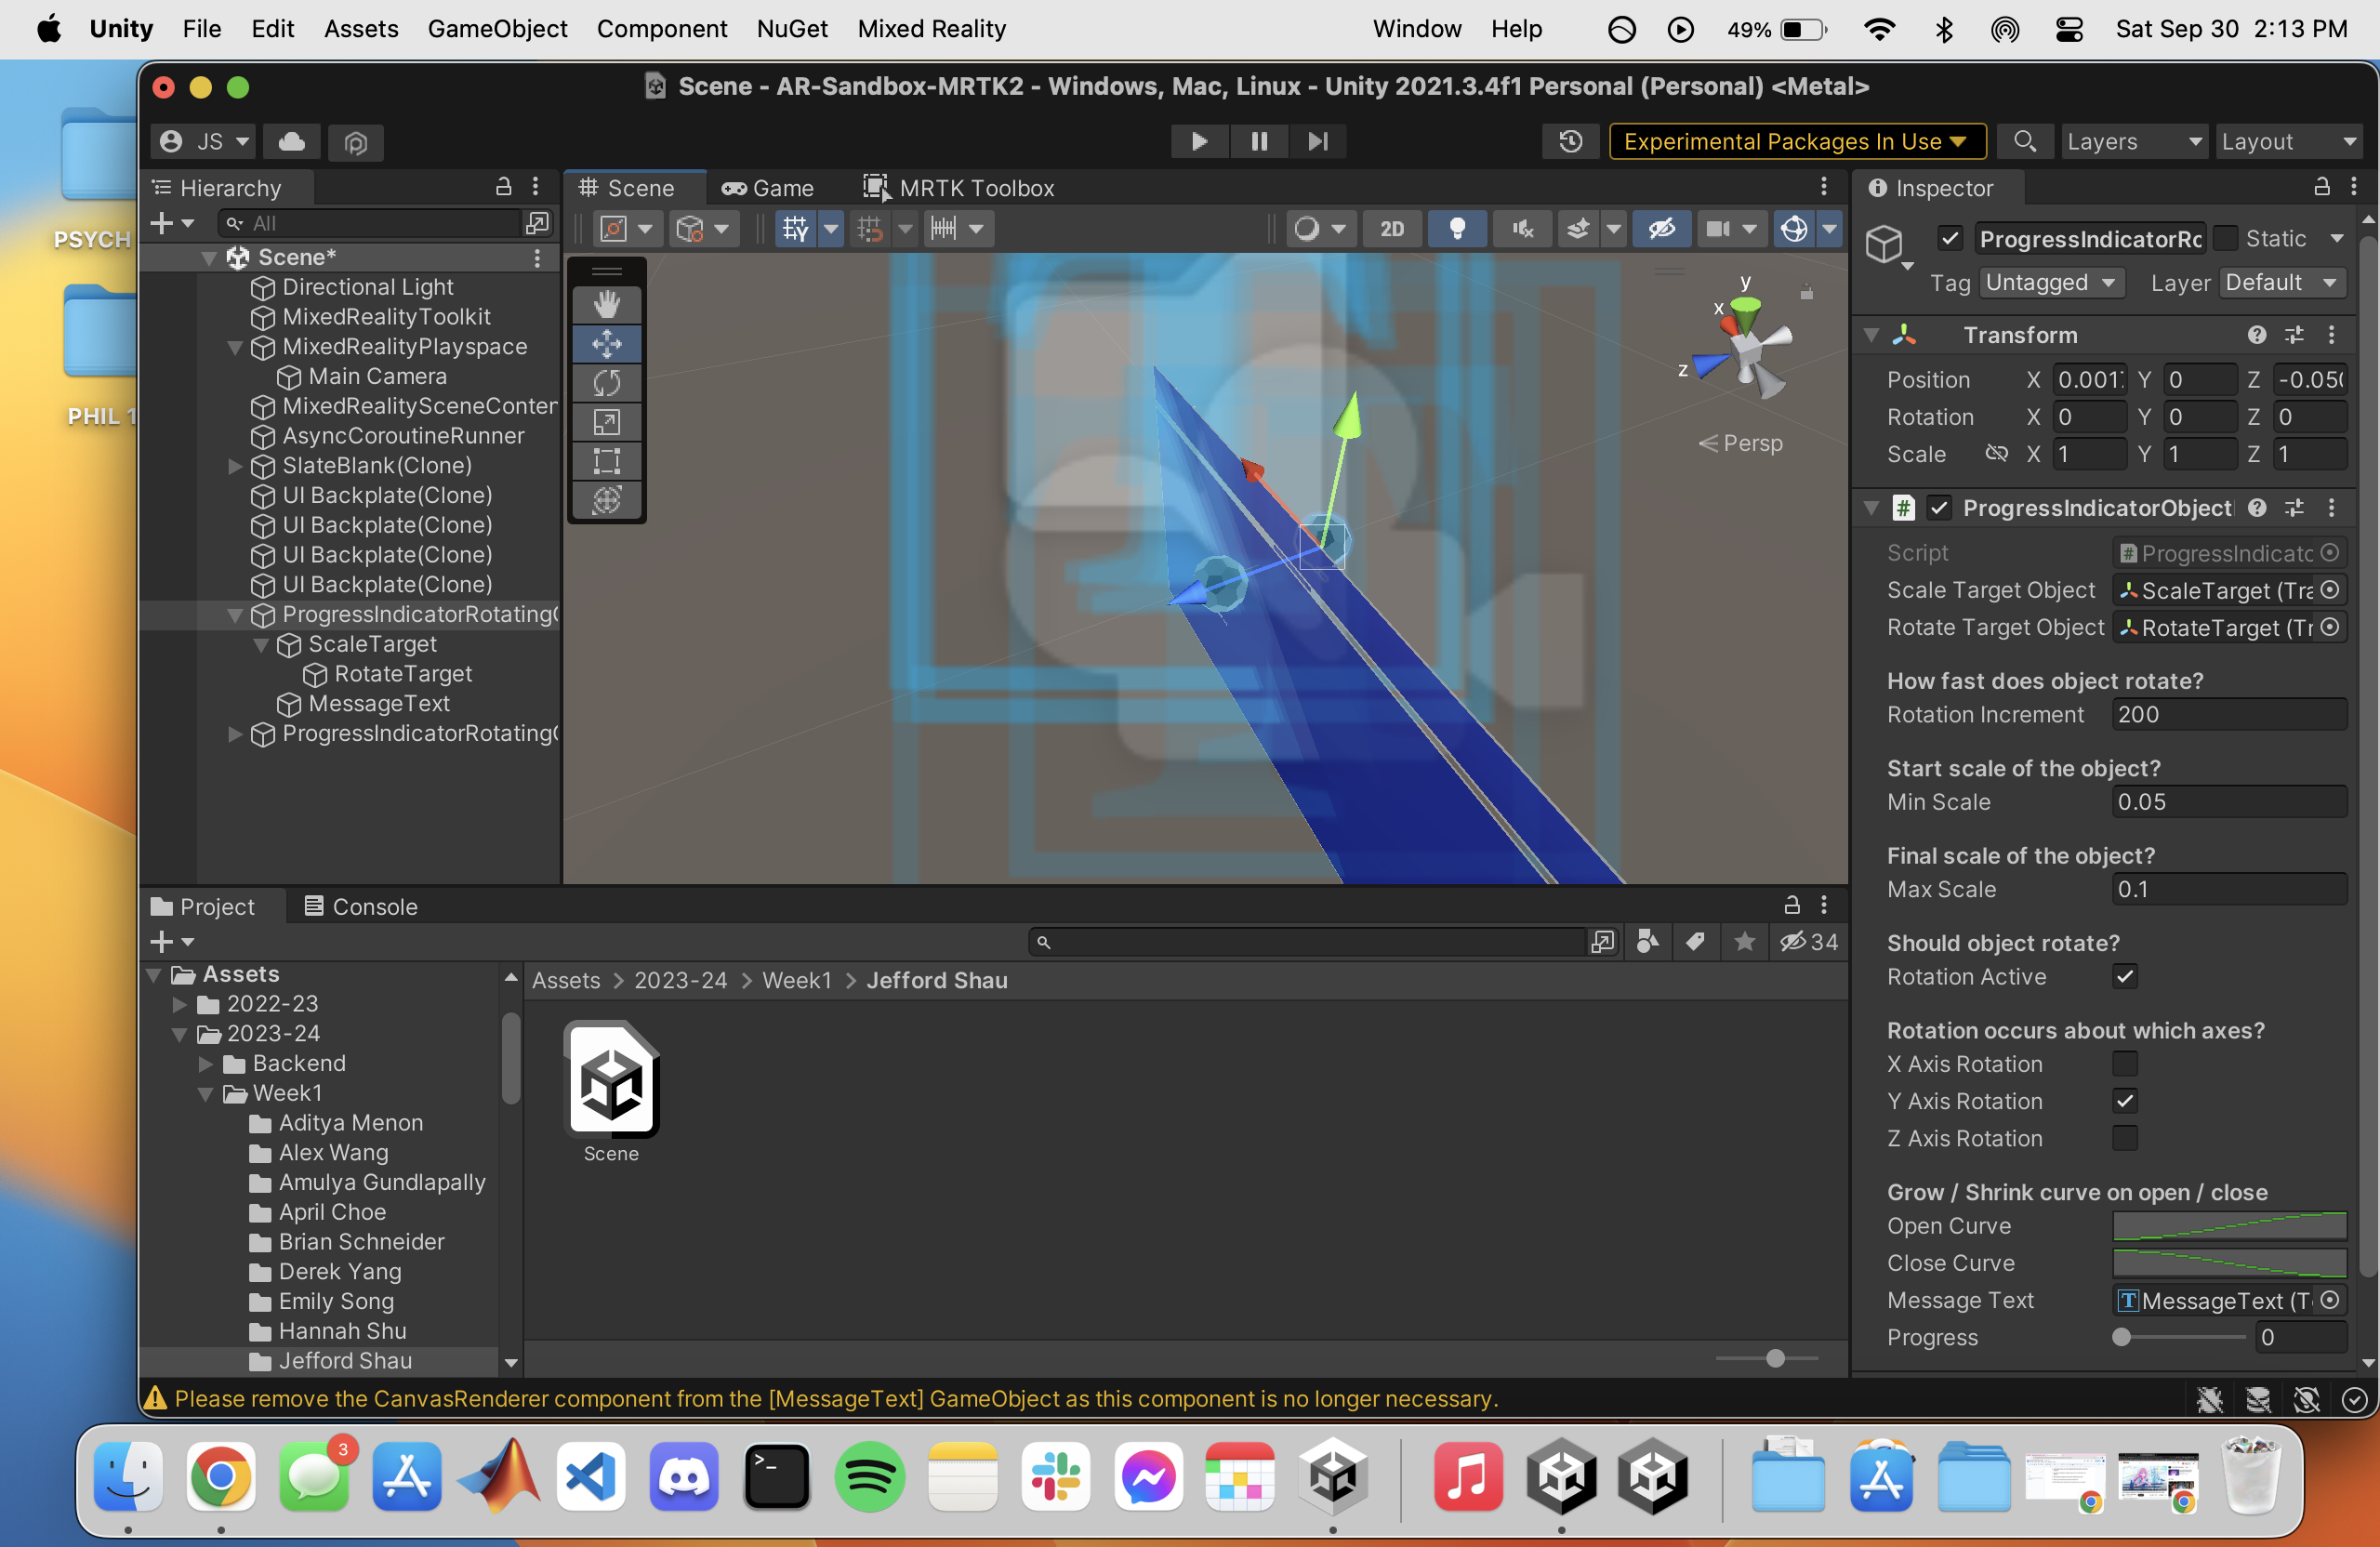 Unity File Edit Assets GameObject Component NuGet Mixed Reality Window Help 49% Sat Sep 30 2:13 PM
Scene - AR-Sandbox-MRTK2 - Windows, Mac, Linux - Unity 2021.3.4f1 Personal (Personal) <Metal>
JS Experimental Packages In Use Layers Layout
PSYCH
PHIL 1
Hierarchy
All
Scene*
Directional Light
MixedRealityToolkit
MixedRealityPlayspace
Main Camera
MixedRealitySceneConten
AsyncCoroutineRunner
SlateBlank(Clone)
UI Backplate(Clone)
UI Backplate(Clone)
UI Backplate(Clone)
UI Backplate(Clone)
ProgressIndicatorRotating
ScaleTarget
RotateTarget
MessageText
ProgressIndicatorRotating
Scene Game MRTK Toolbox
2D
y
x
z
Persp
Inspector
ProgressIndicatorRo Static
Tag Untagged Layer Default
Transform
Position X 0.001 Y 0 Z -0.050
Rotation X 0 Y 0 Z 0
Scale X 1 Y 1 Z 1
# ProgressIndicatorObject
Script # ProgressIndicato
Scale Target Object ScaleTarget (Tra
Rotate Target Object RotateTarget (Tr
How fast does object rotate?
Rotation Increment 200
Start scale of the object?
Min Scale 0.05
Final scale of the object?
Max Scale 0.1
Should object rotate?
Rotation Active
Rotation occurs about which axes?
X Axis Rotation
Y Axis Rotation
Z Axis Rotation
Grow / Shrink curve on open / close
Open Curve
Close Curve
Message Text T MessageText (T
Progress 0
Project Console
34
Assets
2022-23
2023-24
Backend
Week1
Aditya Menon
Alex Wang
Amulya Gundlapally
April Choe
Brian Schneider
Derek Yang
Emily Song
Hannah Shu
Jefford Shau
Assets > 2023-24 > Week1 > Jefford Shau
Scene
Please remove the CanvasRenderer component from the [MessageText] GameObject as this component is no longer necessary.
3
>_